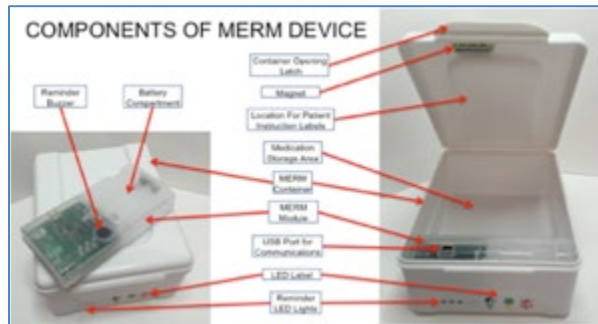 COMPONENTS OF MERM DEVICE
Container Opening
Latch
Magnet
Reminder
Buzzer
Battery
Compartment
Location For Patient
Instruction Labels
Medication
Storage Area
MERM
Container
MERM
Module
USB Port for
Communications
LED Label
Reminder
LED Lights